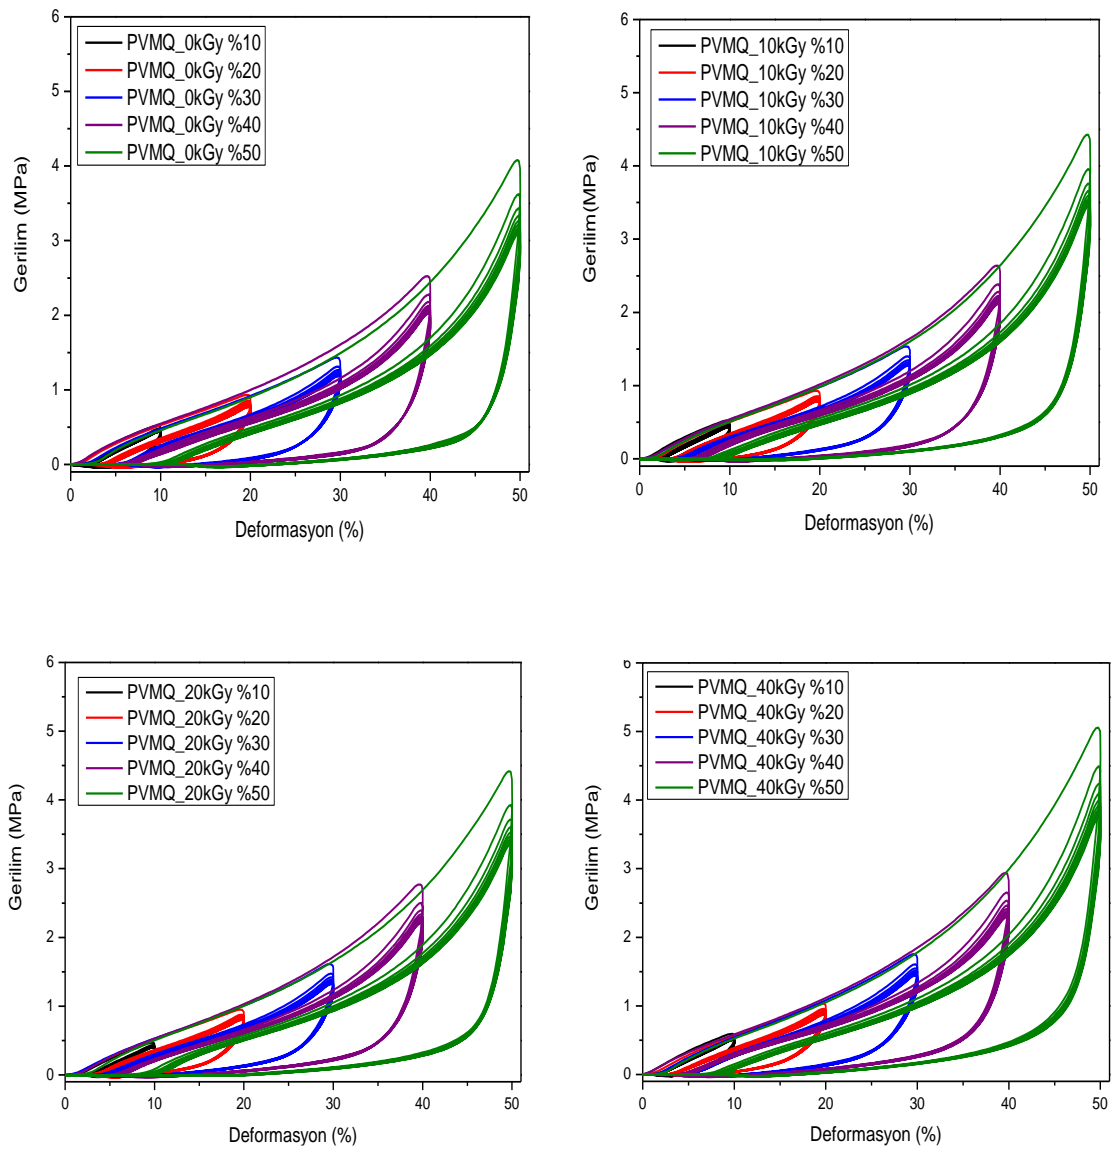 6
5
4
3
2
1
0
PVMQ_0kGy %10
PVMQ_0kGy %20
PVMQ_0kGy %30
PVMQ_0kGy %40
PVMQ_0kGy %50
Gerilim (MPa)
0 10 20 30 40 50
Deformasyon (%)
6
5
4
3
2
1
0
PVMQ_10kGy %10
PVMQ_10kGy %20
PVMQ_10kGy %30
PVMQ_10kGy %40
PVMQ_10kGy %50
Gerilim(MPa)
0 10 20 30 40 50
Deformasyon (%)
6
5
4
3
2
1
0
PVMQ_20kGy %10
PVMQ_20kGy %20
PVMQ_20kGy %30
PVMQ_20kGy %40
PVMQ_20kGy %50
Gerilim (MPa)
0 10 20 30 40 50
Deformasyon (%)
6
5
4
3
2
1
0
PVMQ_40kGy %10
PVMQ_40kGy %20
PVMQ_40kGy %30
PVMQ_40kGy %40
PVMQ_40kGy %50
Gerilim (MPa)
0 10 20 30 40 50
Deformasyon (%)